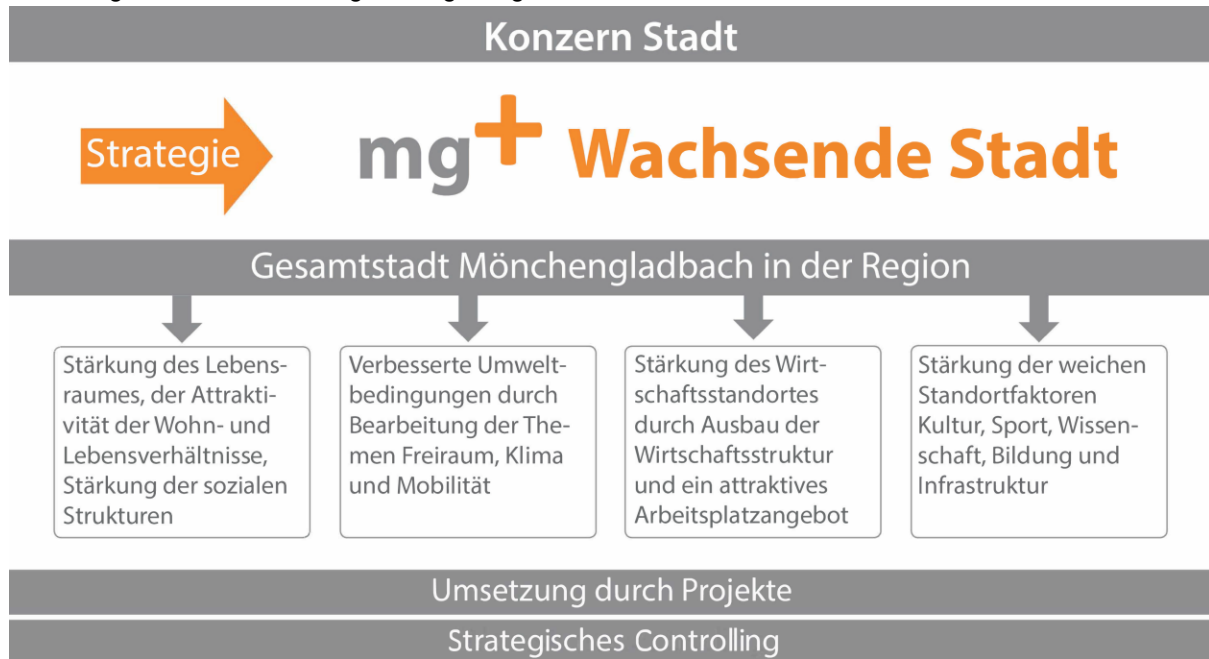 Konzern Stadt
Strategie
mg+ Wachsende Stadt
Gesamtstadt Mönchengladbach in der Region
Stärkung des Lebens-
raumes, der Attrakti-
vität der Wohn- und
Lebensverhältnisse,
Stärkung der sozialen
Strukturen
Verbesserte Umwelt-
bedingungen durch
Bearbeitung der The-
men Freiraum, Klima
und Mobilität
Stärkung des Wirt-
schaftsstandortes
durch Ausbau der
Wirtschaftsstruktur
und ein attraktives
Arbeitsplatzangebot
Stärkung der weichen
Standortfaktoren
Kultur, Sport, Wissen-
schaft, Bildung und
Infrastruktur
Umsetzung durch Projekte
Strategisches Controlling